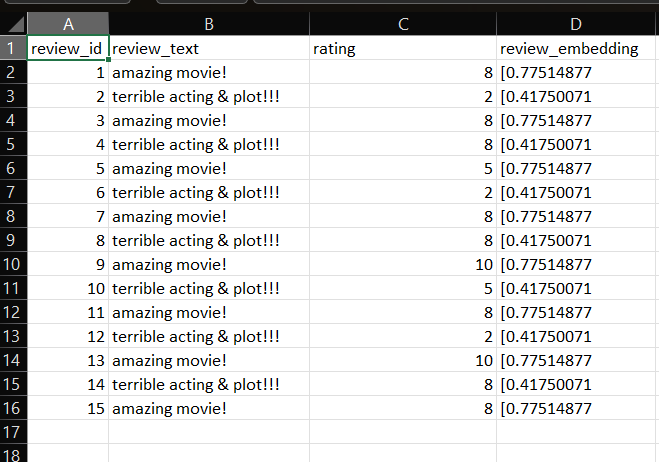 A B C D
1 review_id review_text rating review_embedding
2 1 amazing movie! 8 [0.77514877
3 2 terrible acting & plot!!! 2 [0.41750071
4 3 amazing movie! 8 [0.77514877
5 4 terrible acting & plot!!! 8 [0.41750071
6 5 amazing movie! 5 [0.77514877
7 6 terrible acting & plot!!! 2 [0.41750071
8 7 amazing movie! 8 [0.77514877
9 8 terrible acting & plot!!! 8 [0.41750071
10 9 amazing movie! 10 [0.77514877
11 10 terrible acting & plot!!! 5 [0.41750071
12 11 amazing movie! 8 [0.77514877
13 12 terrible acting & plot!!! 2 [0.41750071
14 13 amazing movie! 10 [0.77514877
15 14 terrible acting & plot!!! 8 [0.41750071
16 15 amazing movie! 8 [0.77514877
17
18